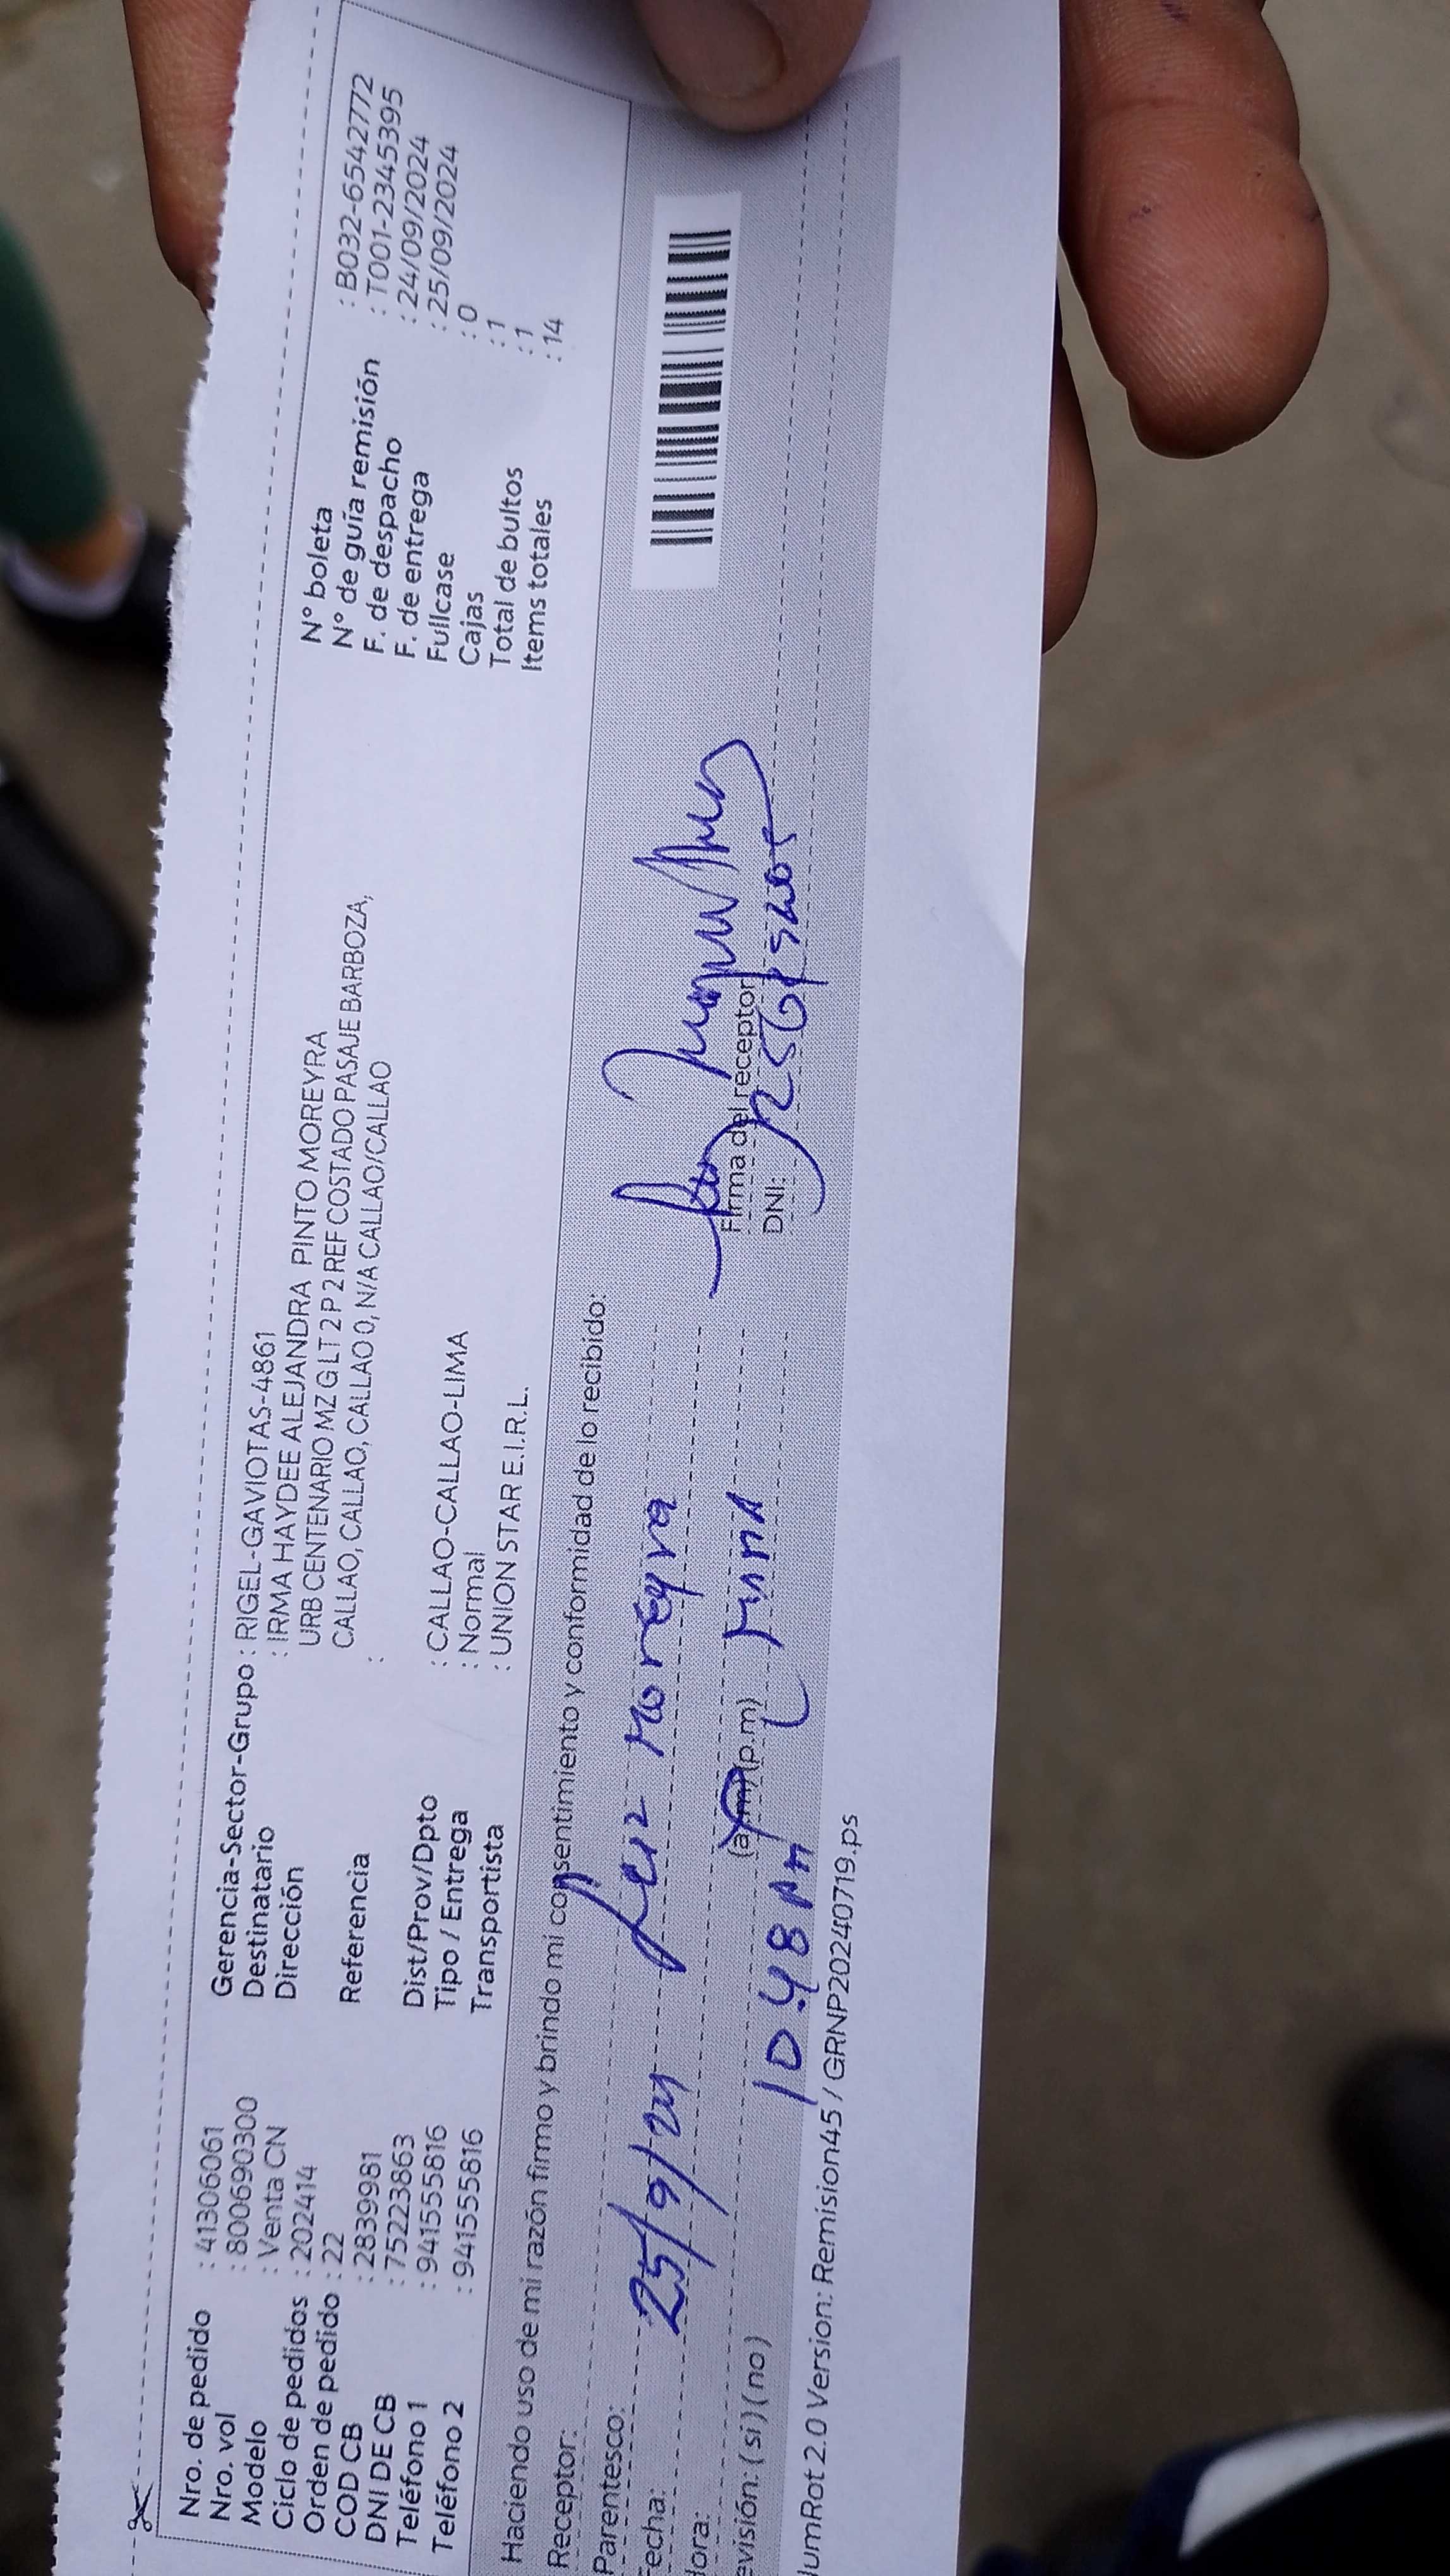 Nro. de pedido : 41306061
Nro. vol : 800690300
Modelo : Venta CN
Ciclo de pedidos : 202414
Orden de pedido : 22
COD CB : 2839981
DNI DE CB : 75223863
Teléfono 1 : 941555816
Teléfono 2 : 941555816
Gerencia-Sector-Grupo : RIGEL-GAVIOTAS-4861
Destinatario : IRMA HAYDEE ALEJANDRA PINTO MOREYRA
Dirección URB CENTENARIO MZ G LT 2 P 2 REF COSTADO PASAJE BARBOZA,
CALLAO, CALLAO, CALLAO 0, N/A CALLAO/CALLAO
Referencia :
Dist/Prov/Dpto : CALLAO-CALLAO-LIMA
Tipo / Entrega : Normal
Transportista : UNION STAR E.I.R.L.
N° boleta : B032-6542772
N° de guía remisión : T001-2345395
F. de despacho : 24/09/2024
F. de entrega : 25/09/2024
Fullcase : 0
Cajas : 1
Total de bultos : 1
Items totales : 14
Haciendo uso de mi razón firmo y brindo mi consentimiento y conformidad de lo recibido:
Receptor:
Parentesco:
Fecha: 25/9/24 Moreyra
Hora: 10:48 AM (a.m) (p.m)
Firma del receptor
DNI:
evisión: (si) (no)
umRot 2.0 Version: Remision45 / GRNP20240719.ps